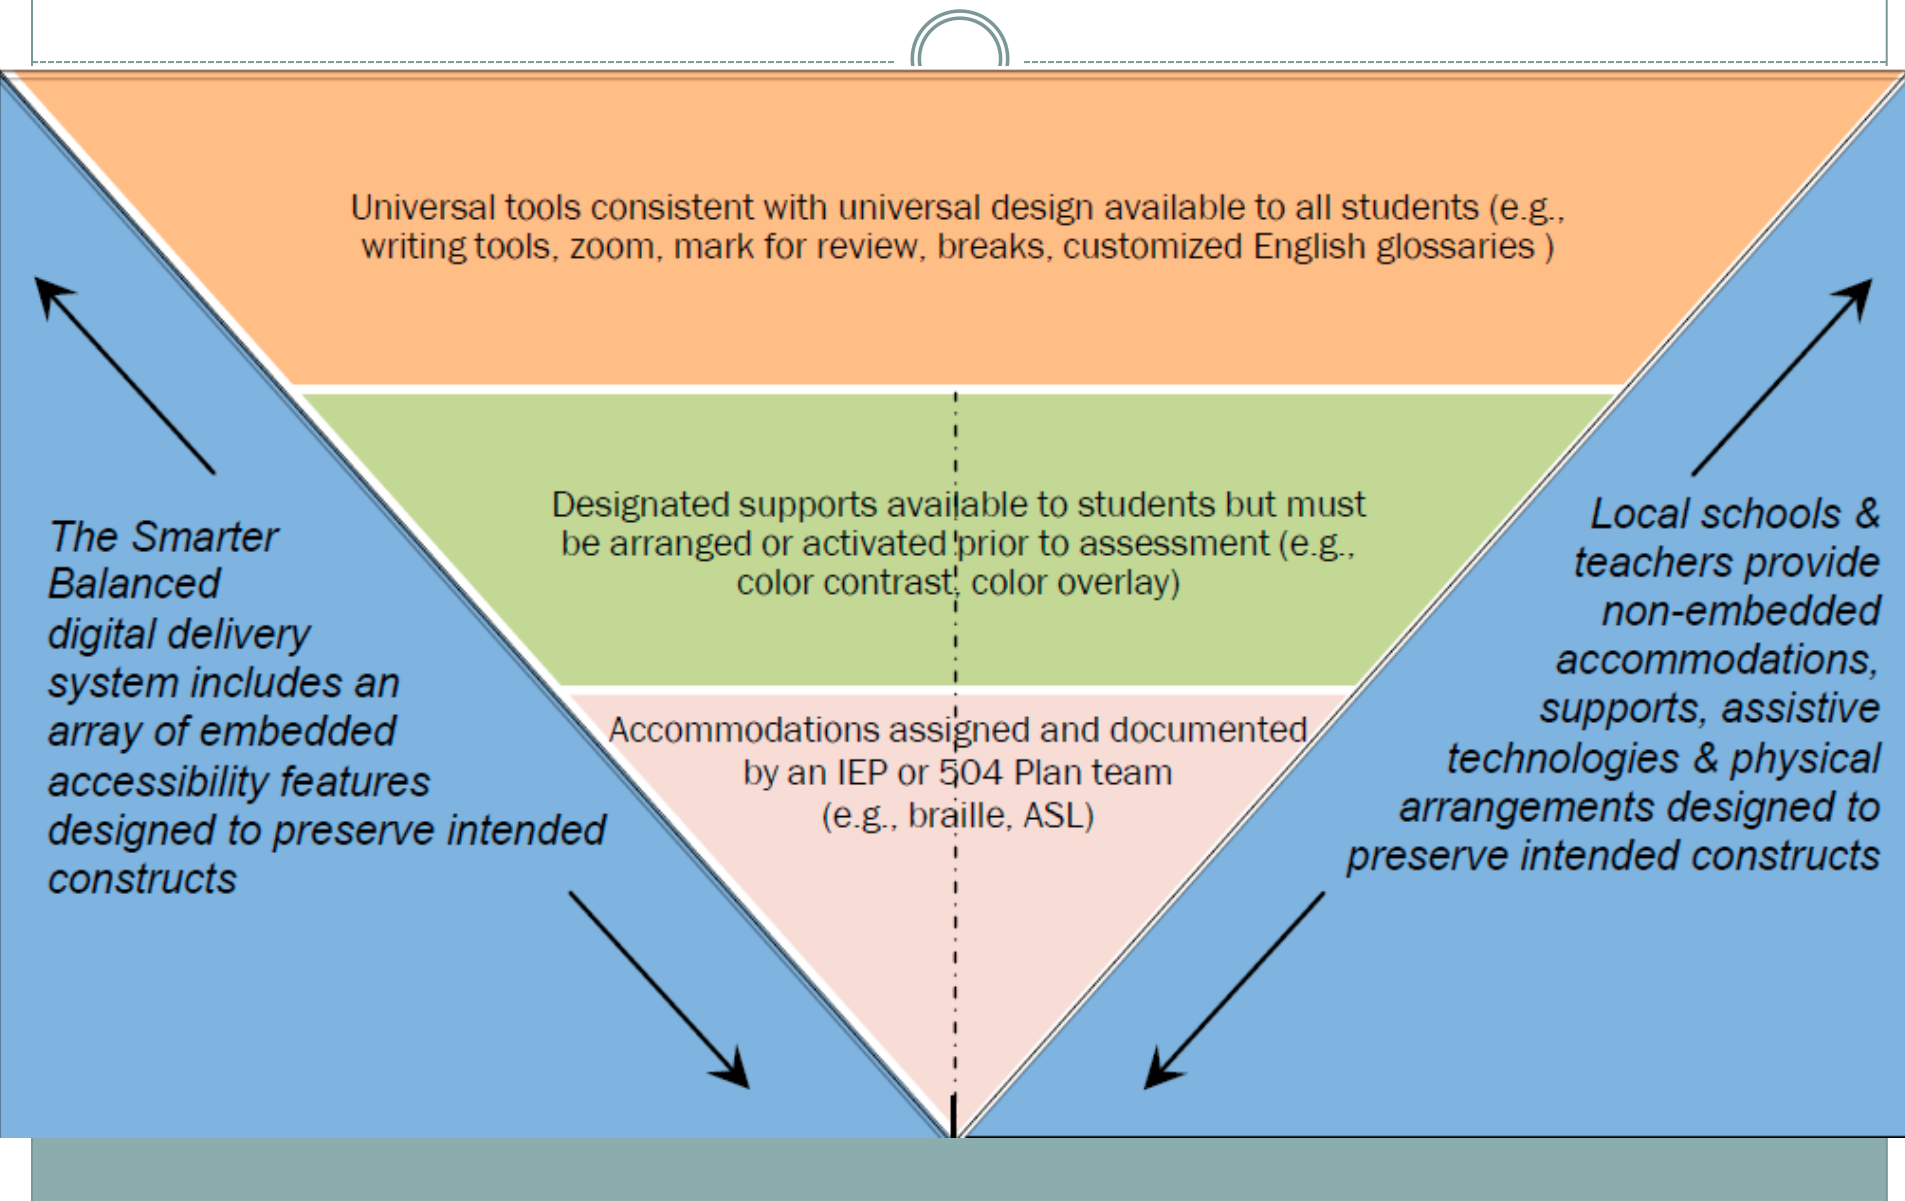 Universal tools consistent with universal design available to all students (e.g.,
writing tools, zoom, mark for review, breaks, customized English glossaries )
Designated supports available to students but must
be arranged or activated prior to assessment (e.g.,
color contrast, color overlay)
Accommodations assigned and documented
by an IEP or 504 Plan team
(e.g., braille, ASL)
The Smarter
Balanced
digital delivery
system includes an
array of embedded
accessibility features
designed to preserve intended
constructs
Local schools &
teachers provide
non-embedded
accommodations,
supports, assistive
technologies & physical
arrangements designed to
preserve intended constructs